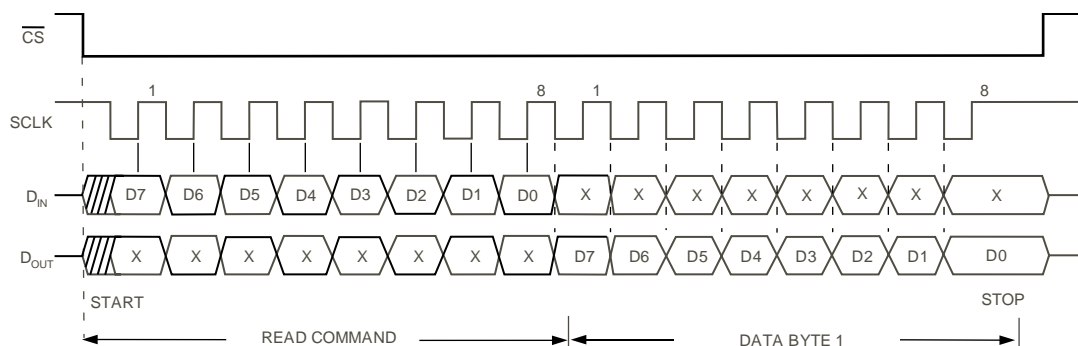 CS
1 8 1 8
SCLK
DIN D7 D6 D5 D4 D3 D2 D1 D0 X X X X X X X X
DOUT X X X X X X X X D7 D6 D5 D4 D3 D2 D1 D0
START STOP
READ COMMAND DATA BYTE 1